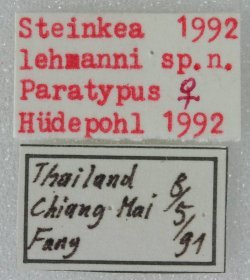 Steinkea 1992
lehmanni sp.n.
Paratypus ♀
Hüdepohl 1992
Thailand 8/5/91
Chiang Mai
Fang